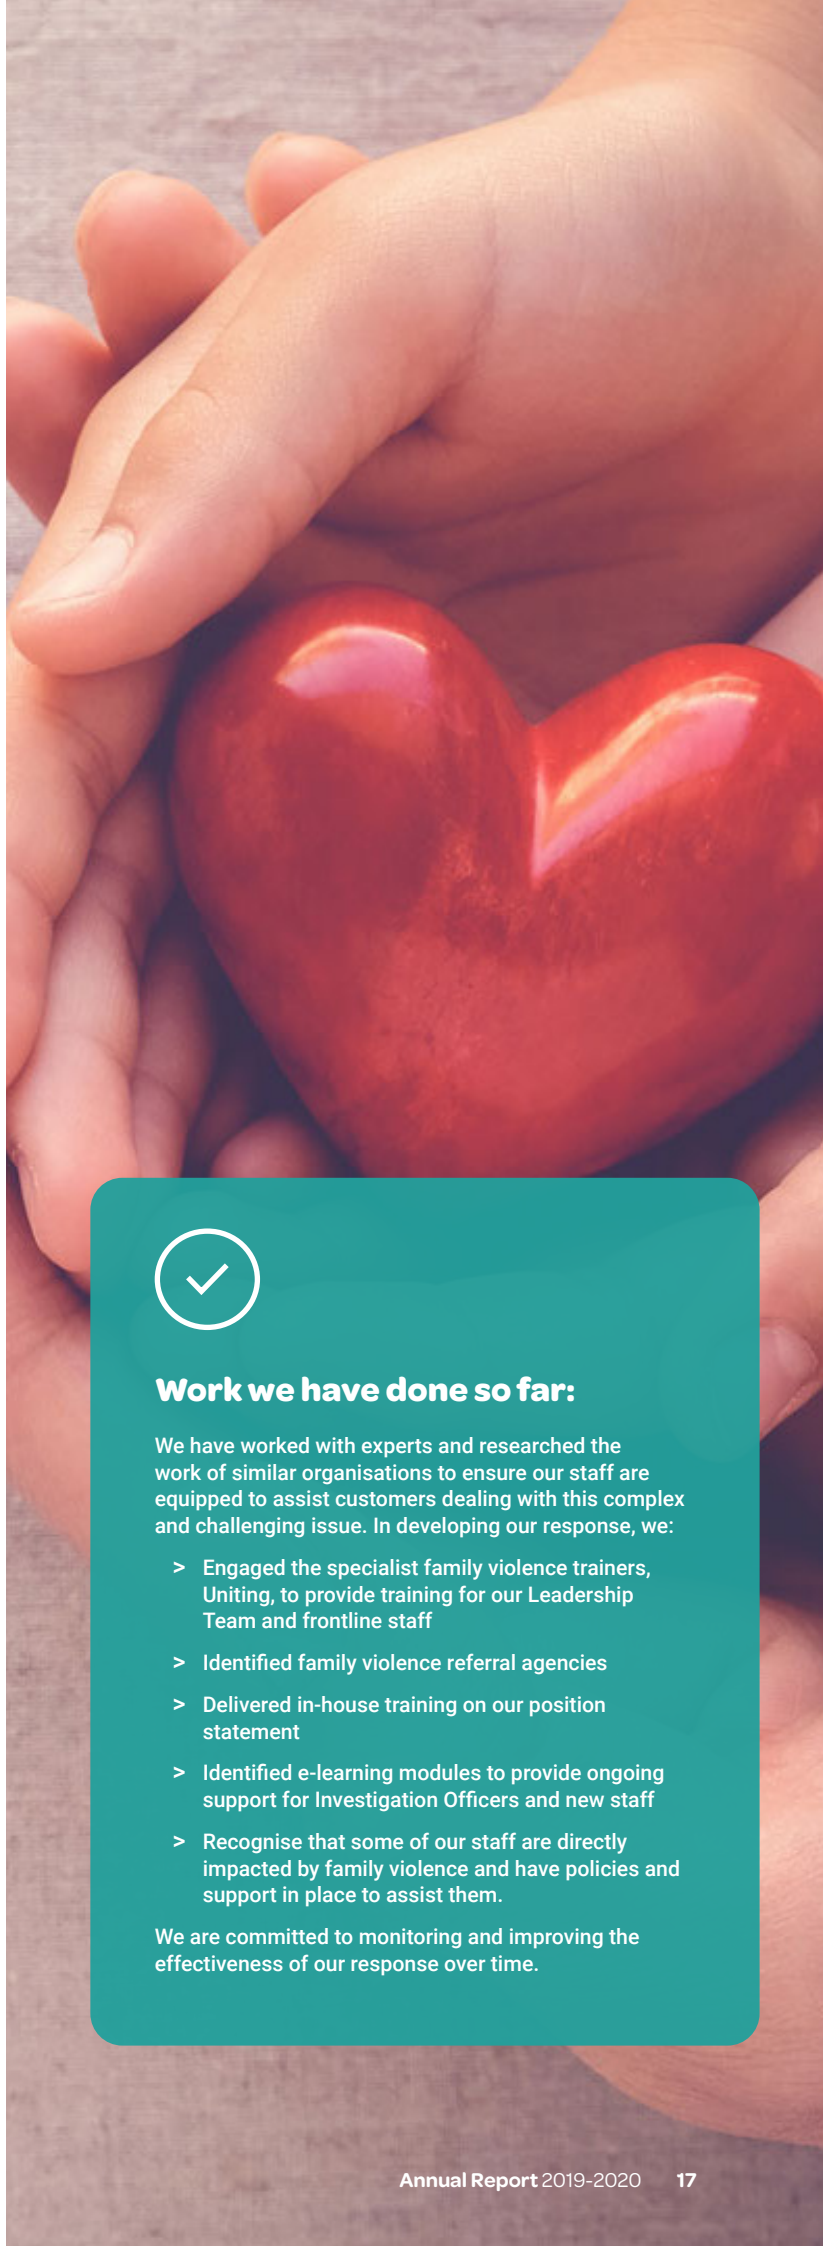 Work we have done so far:
We have worked with experts and researched the
work of similar organisations to ensure our staff are
equipped to assist customers dealing with this complex
and challenging issue. In developing our response, we:
> Engaged the specialist family violence trainers,
Uniting, to provide training for our Leadership
Team and frontline staff
> Identified family violence referral agencies
> Delivered in-house training on our position
statement
> Identified e-learning modules to provide ongoing
support for Investigation Officers and new staff
> Recognise that some of our staff are directly
impacted by family violence and have policies and
support in place to assist them.
We are committed to monitoring and improving the
effectiveness of our response over time.
Annual Report 2019-2020 17